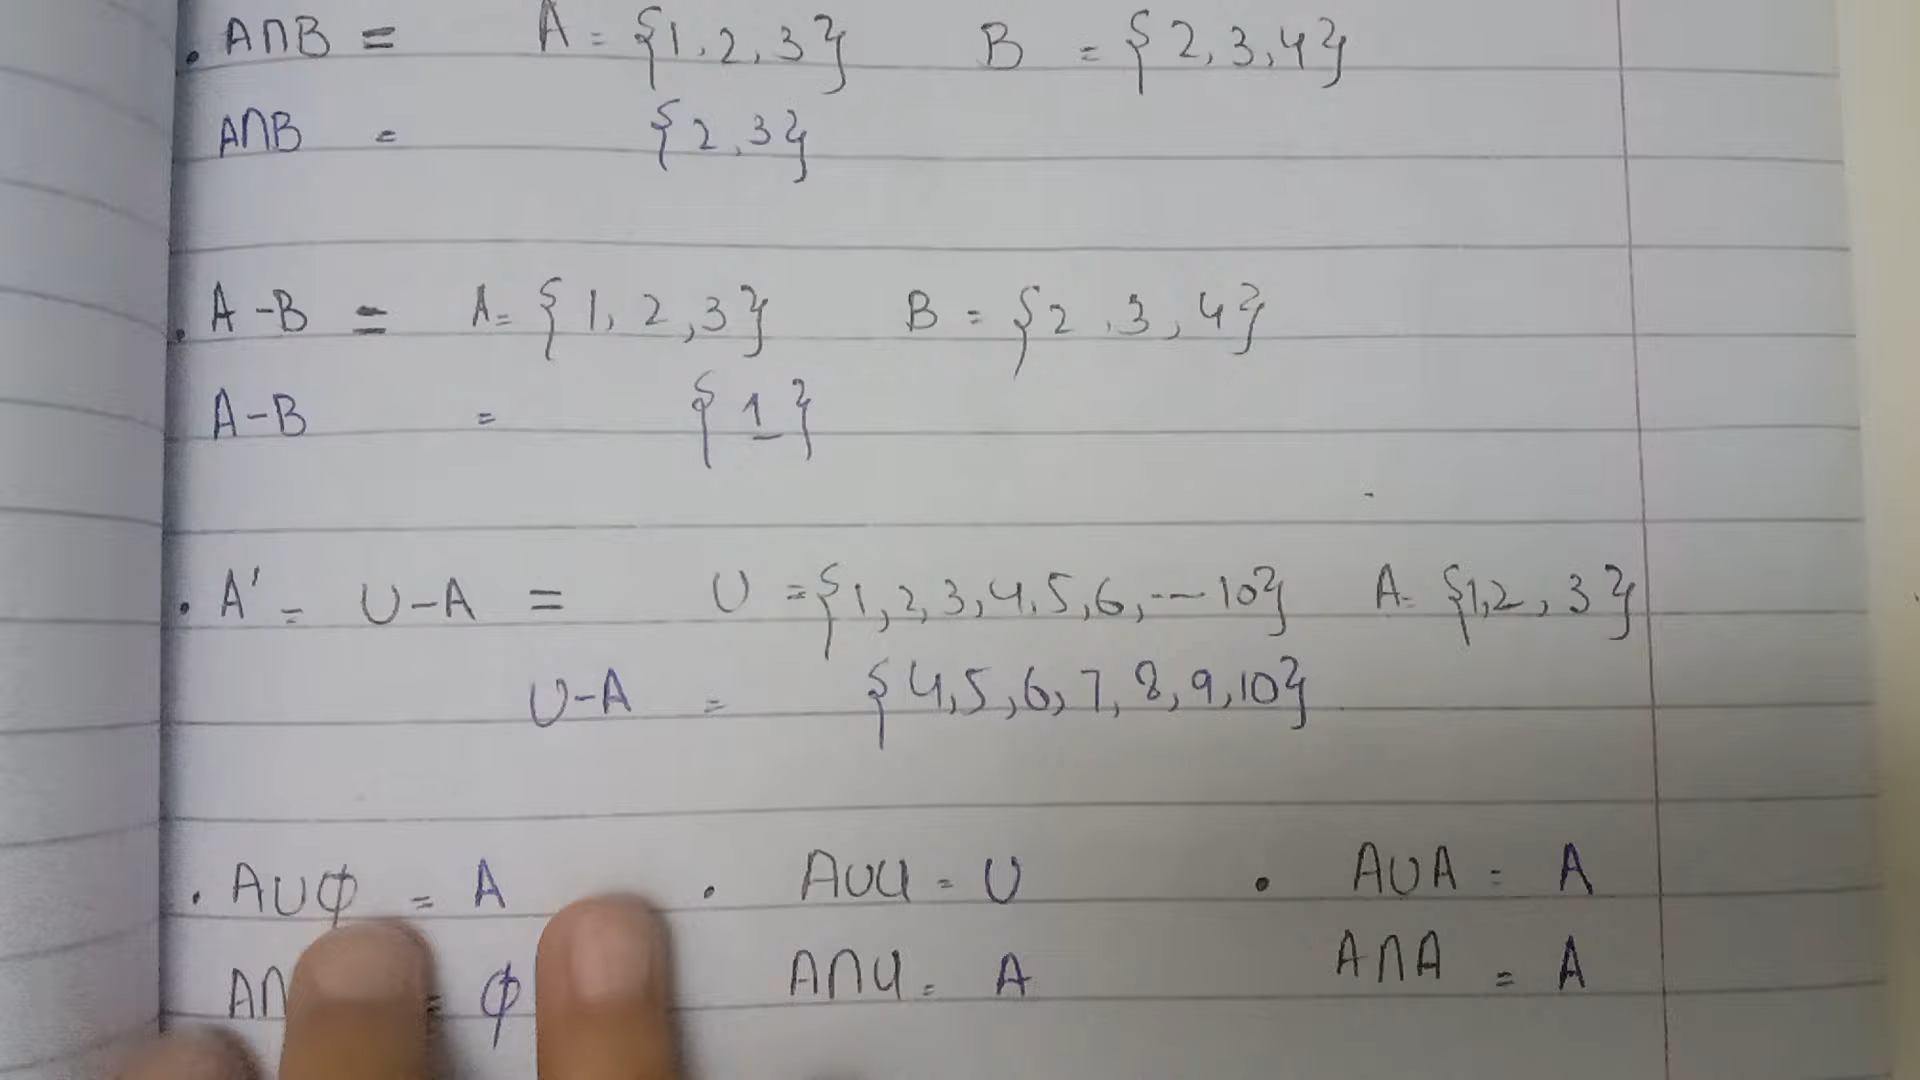 . A∩B = A = {1, 2, 3} B = {2, 3, 4}
A∩B = {2, 3}
. A-B = A = {1, 2, 3} B = {2, 3, 4}
A-B = {1}
. A' = U-A = U = {1, 2, 3, 4, 5, 6, --- 10} A = {1, 2, 3}
U-A = {4, 5, 6, 7, 8, 9, 10}
. A∪ϕ = A . A∪U = U . A∪A = A
A∩ = ϕ A∩U = A A∩A = A